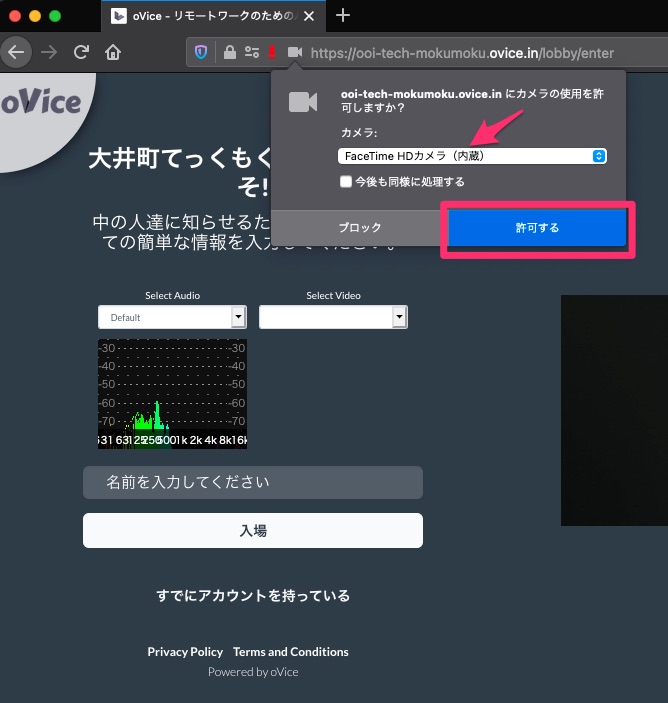 oVice - リモートワークのための
https://ooi-tech-mokumoku.ovice.in/lobby/enter
oVice
ooi-tech-mokumoku.ovice.in にカメラの使用を許
可しますか？
カメラ:
FaceTime HDカメラ（内蔵）
今後も同様に処理する
ブロック
許可する
大井町てっくもく
そ!
中の人達に知らせるた
ての簡単な情報を入力してください。
Select Audio
Select Video
Default
-30 -30
-40 -40
-50 -50
-60 -60
-70 -70
31 63 125 250 500 1k 2k 4k 8k 16k
名前を入力してください
入場
すでにアカウントを持っている
Privacy Policy Terms and Conditions
Powered by oVice